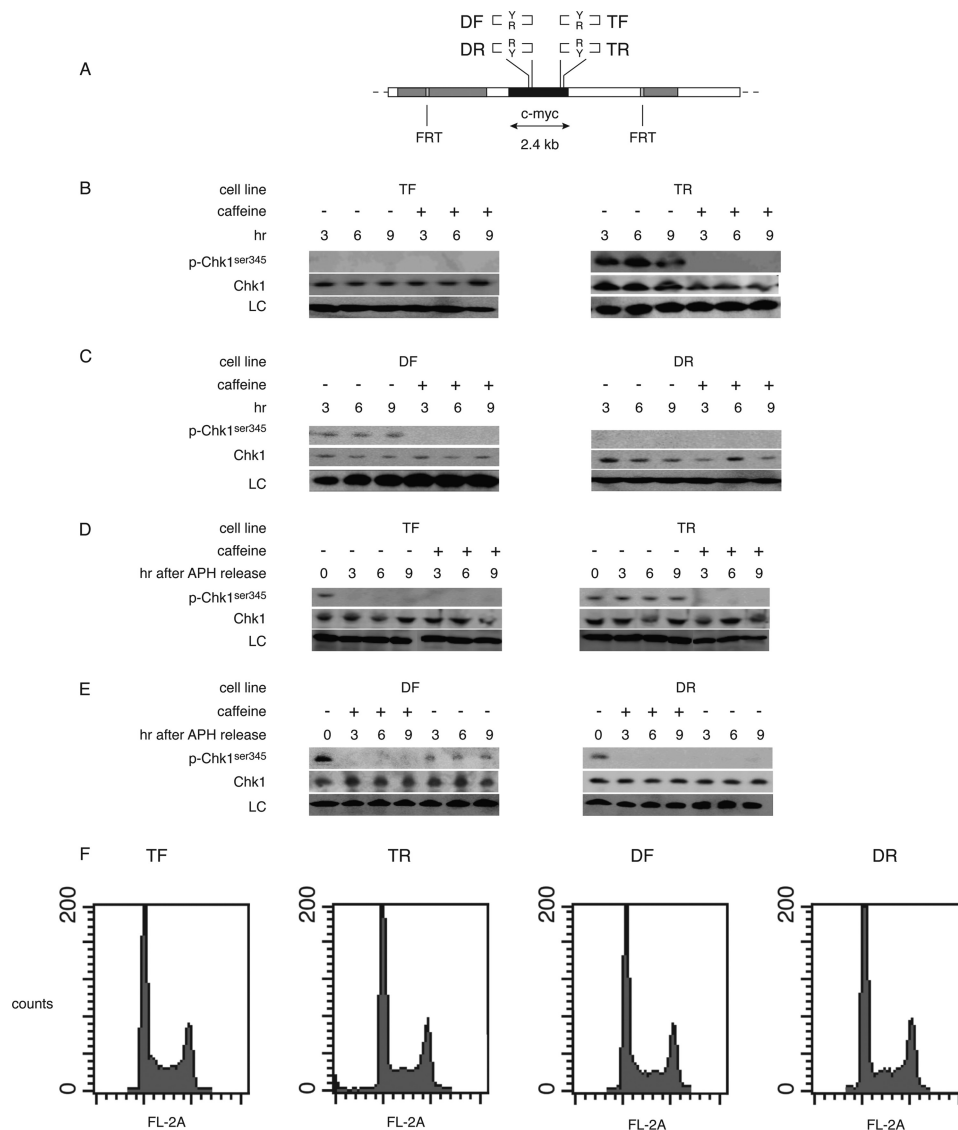 DF Y R Y R TF
DR R Y R Y TR
A
c-myc
FRT 2.4 kb FRT
B cell line TF TR
caffeine - - - + + + - - - + + +
hr 3 6 9 3 6 9 3 6 9 3 6 9
p-Chk1ser345
Chk1
LC
C cell line DF DR
caffeine - - - + + + - - - + + +
hr 3 6 9 3 6 9 3 6 9 3 6 9
p-Chk1ser345
Chk1
LC
D cell line TF TR
caffeine - - - - + + + - - - - + + +
hr after APH release 0 3 6 9 3 6 9 0 3 6 9 3 6 9
p-Chk1ser345
Chk1
LC
E cell line DF DR
caffeine - + + + - - - - + + + - - -
hr after APH release 0 3 6 9 3 6 9 0 3 6 9 3 6 9
p-Chk1ser345
Chk1
LC
F TF TR DF DR
200 200 200 200
counts
0 0 0 0
FL-2A FL-2A FL-2A FL-2A